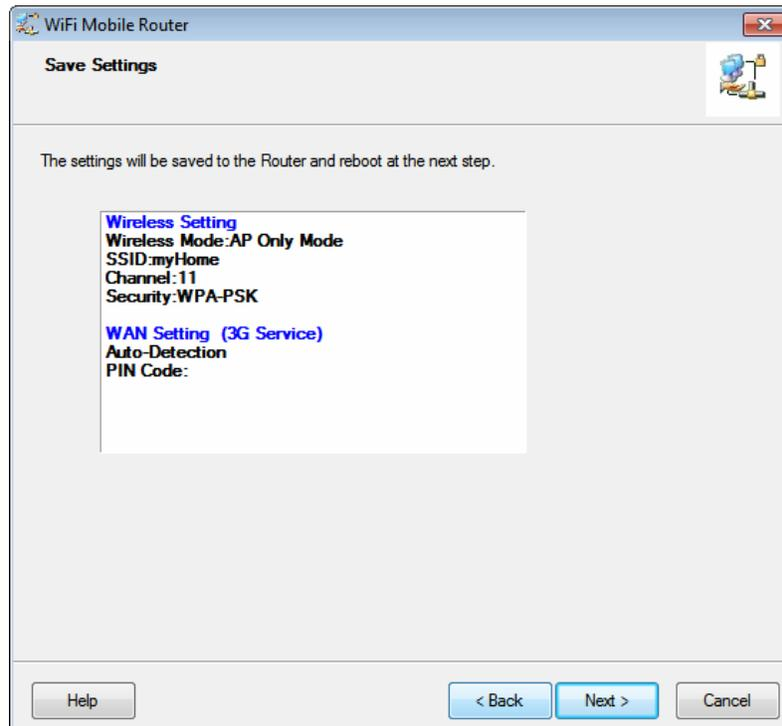 WiFi Mobile Router
Save Settings
The settings will be saved to the Router and reboot at the next step.
Wireless Setting
Wireless Mode:AP Only Mode
SSID:myHome
Channel:11
Security:WPA-PSK
WAN Setting (3G Service)
Auto-Detection
PIN Code:
Help
< Back
Next >
Cancel